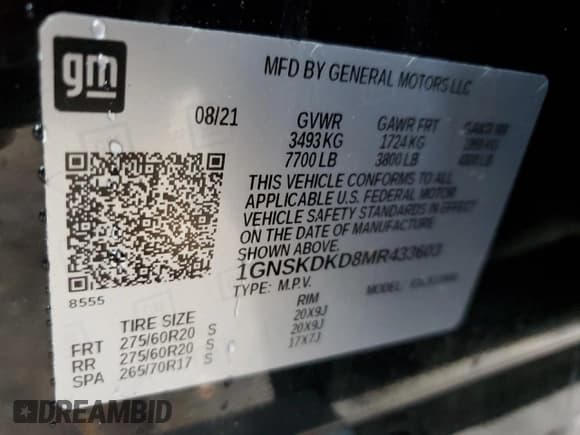 gm
MFD BY GENERAL MOTORS LLC
08/21 GVWR GAWR FRT
3493 KG 1724 KG
7700 LB 3800 LB
THIS VEHICLE CONFORMS TO ALL
APPLICABLE U.S. FEDERAL MOTOR
VEHICLE SAFETY STANDARDS IN EFFECT
ON THE DATE OF MANUFACTURE
SHOWN ABOVE.
1GNSKDKD8MR433603
8555 TYPE: M.P.V. MODEL:
TIRE SIZE RIM
FRT 275/60R20 S 20X9J
RR 275/60R20 S 20X9J
SPA 265/70R17 S 17X7J
DREAMBID